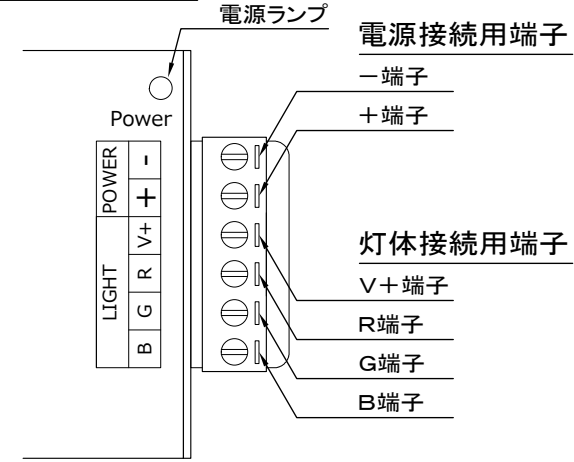 電源ランプ
電源接続用端子
－端子
＋端子
Power
POWER
-
+
LIGHT
V+
R
G
B
灯体接続用端子
V＋端子
R端子
G端子
B端子